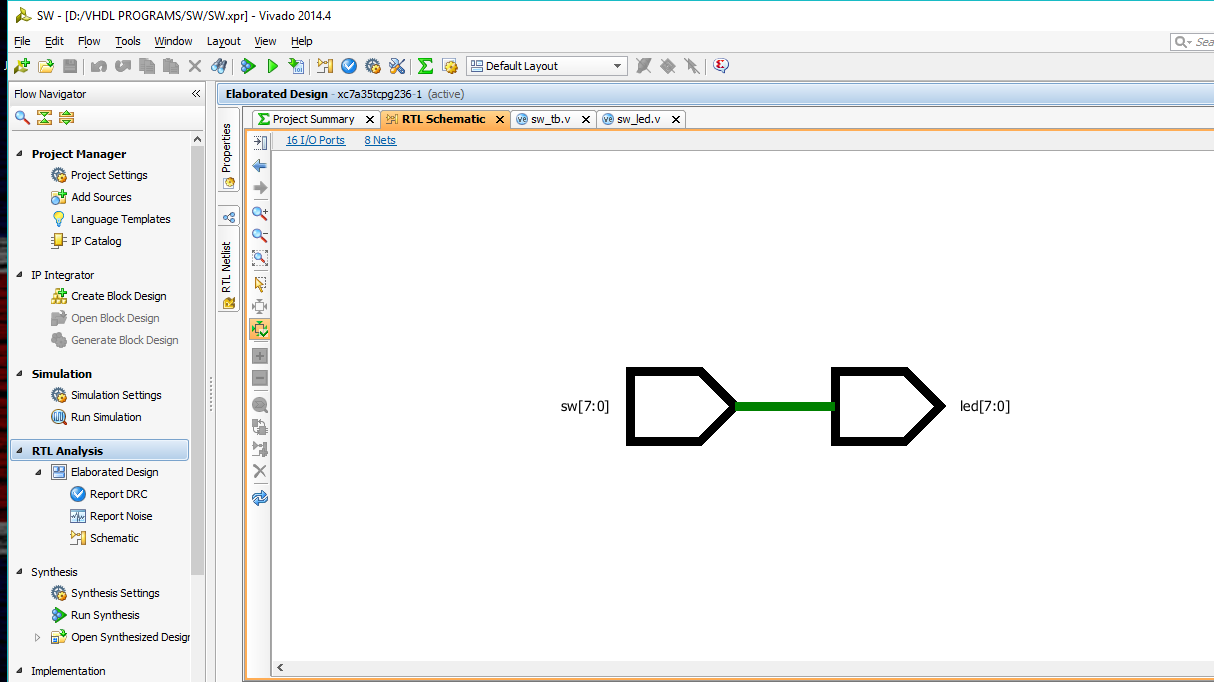 SW - [D:/VHDL PROGRAMS/SW/SW.xpr] - Vivado 2014.4
File Edit Flow Tools Window Layout View Help
Default Layout
Flow Navigator
Project Manager
Project Settings
Add Sources
Language Templates
IP Catalog
IP Integrator
Create Block Design
Open Block Design
Generate Block Design
Simulation
Simulation Settings
Run Simulation
RTL Analysis
Elaborated Design
Report DRC
Report Noise
Schematic
Synthesis
Synthesis Settings
Run Synthesis
Open Synthesized Design
Implementation
Elaborated Design - xc7a35tcpg236-1 (active)
Properties
RTL Netlist
Project Summary RTL Schematic sw_tb.v sw_led.v
16 I/O Ports 8 Nets
sw[7:0] led[7:0]